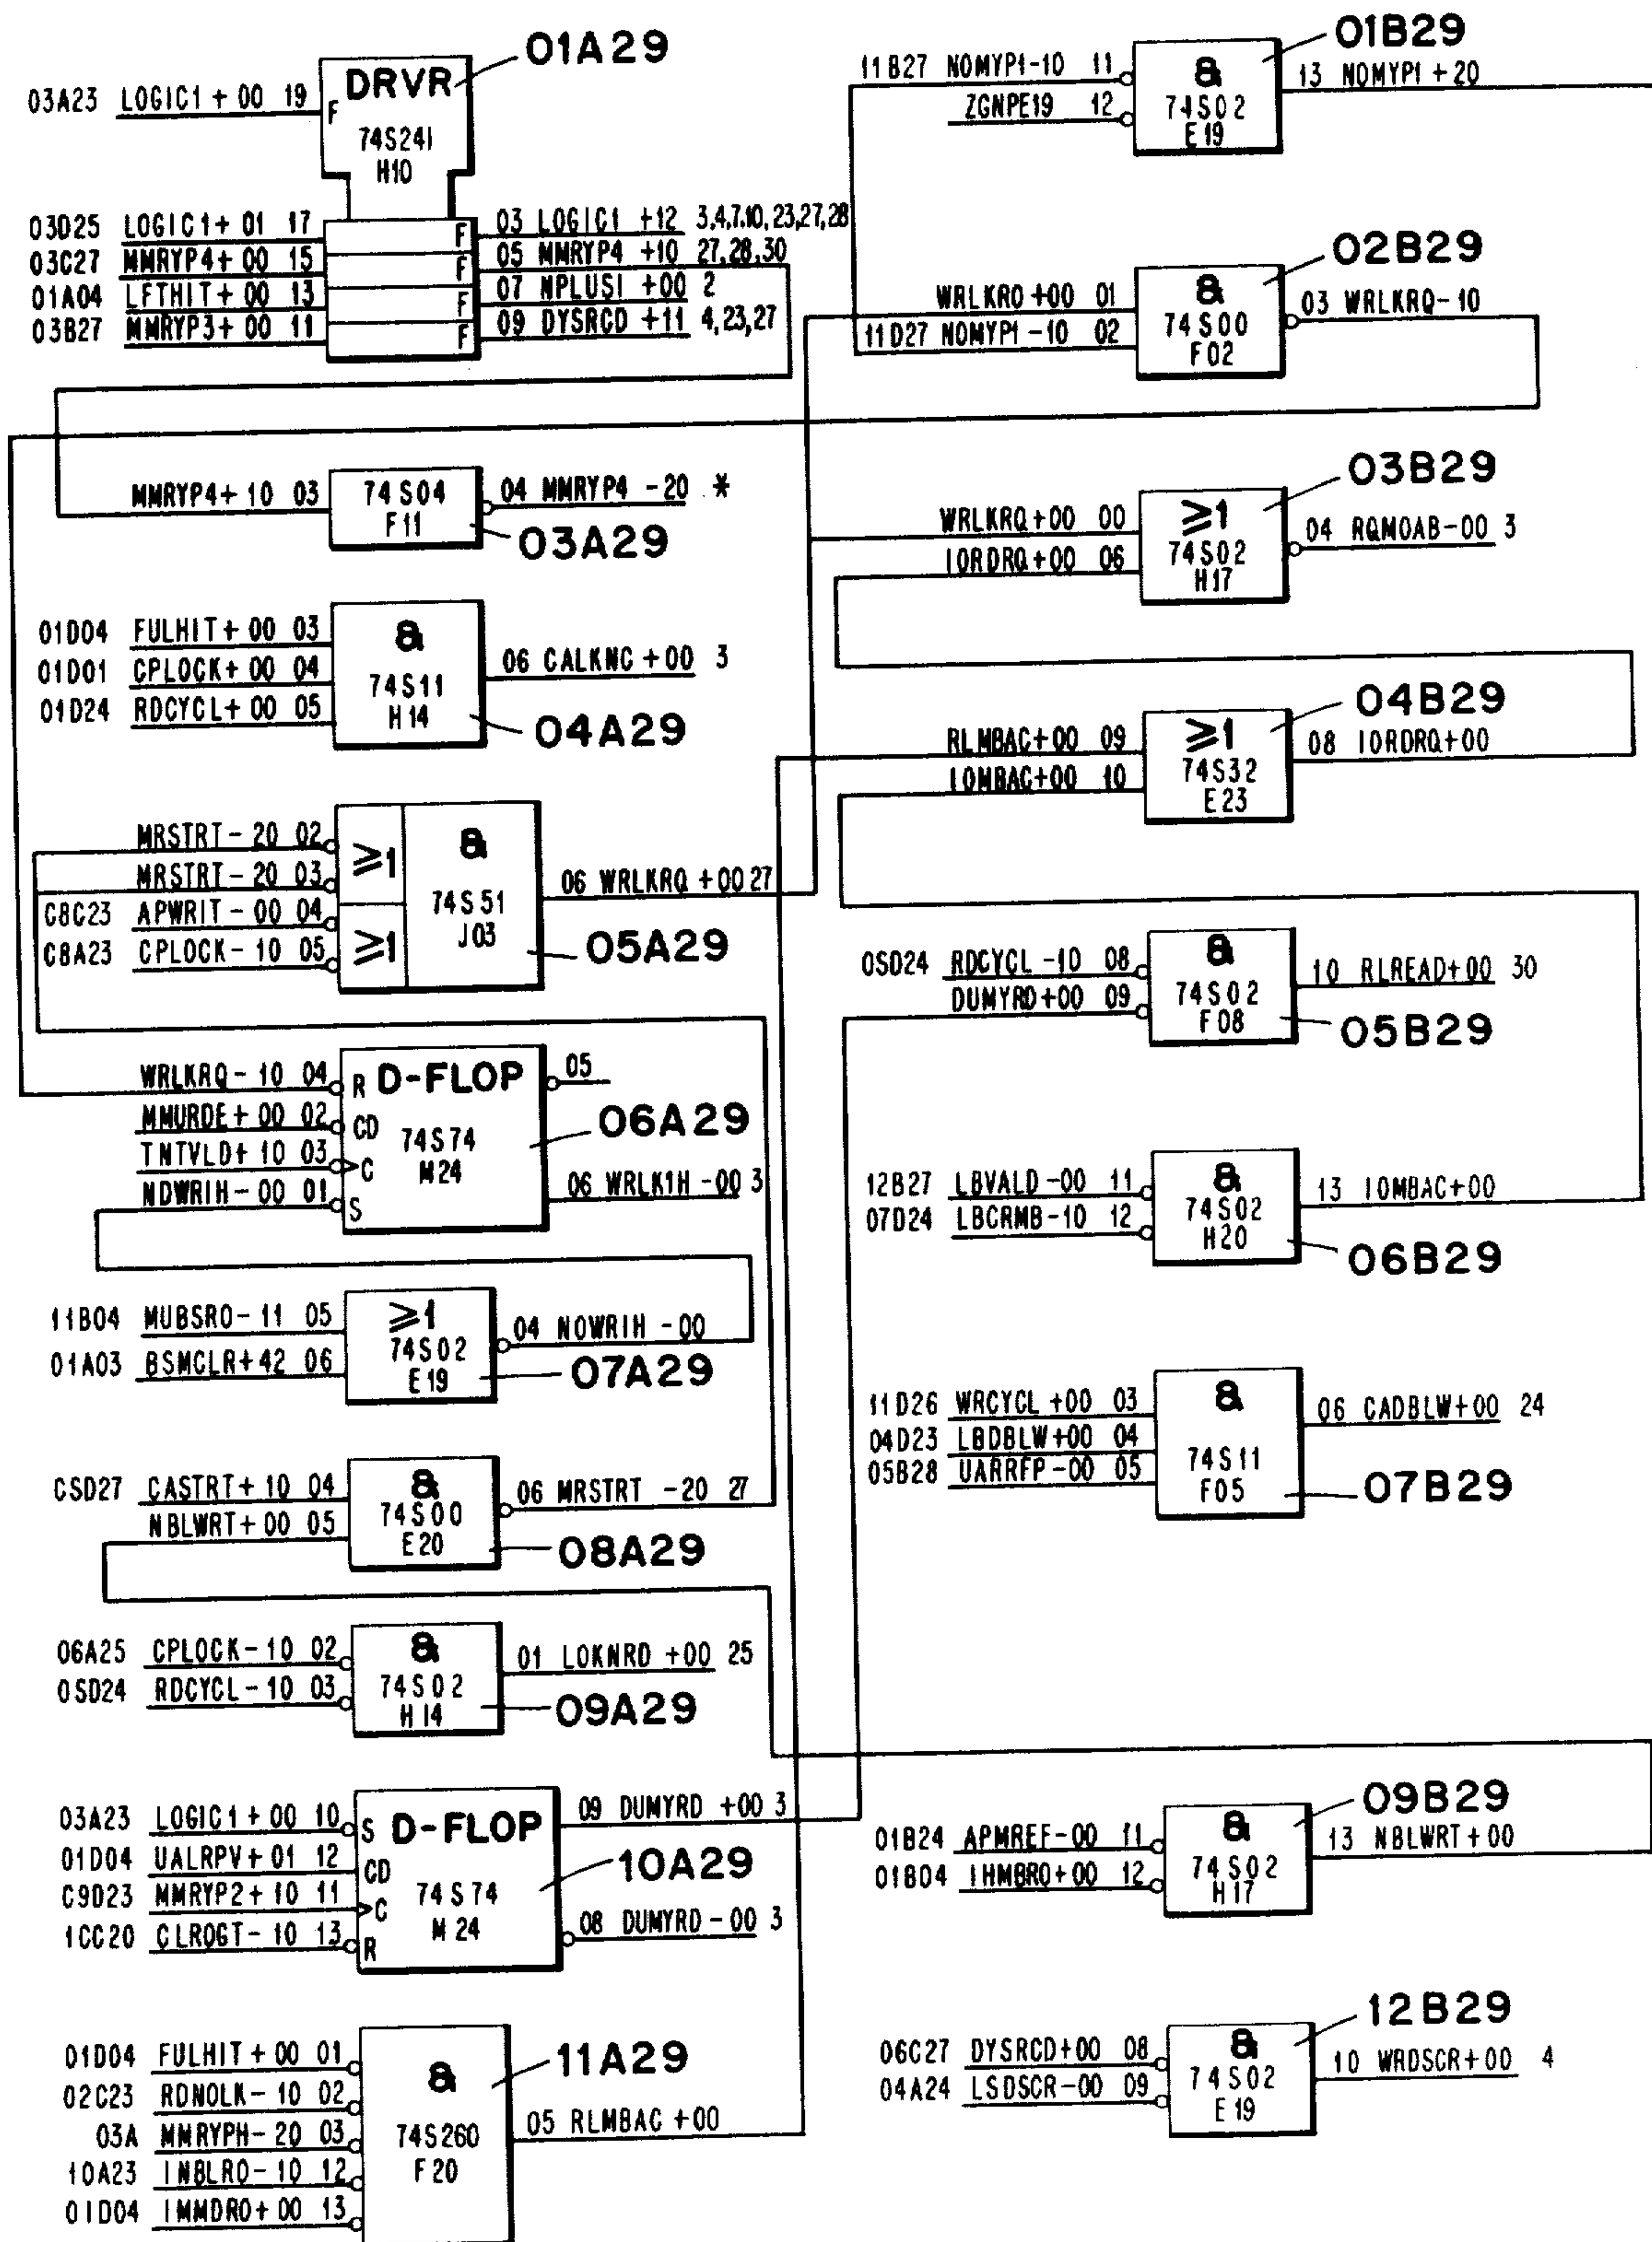 01A29
DRVR
03A23 LOGIC1+00 19
F
74S241
H10
03D25 LOGIC1+01 17 F 03 LOGIC1 +12 3,4,7,10,23,27,28
03C27 MMRYP4+00 15 F 05 MMRYP4 +10 27,28,30
01A04 LFTHIT+00 13 F 07 NPLUS1 +00 2
03B27 MMRYP3+00 11 F 09 DYSRCD +11 4,23,27
MMRYP4+10 03 74S04 04 MMRYP4 -20 *
F11
03A29
01D04 FULHIT+00 03 &
01D01 CPLOCK+00 04 06 CALKNC +00 3
01D24 RDCYCL+00 05 74S11
H14
04A29
MRSTRT-20 02 ≥1 &
MRSTRT-20 03 06 WRLKRQ +00 27
C8C23 APWRIT-00 04 74S51
C8A23 CPLOCK-10 05 ≥1 J03
05A29
WRLKRQ-10 04 R D-FLOP 05
MMURDE+00 02 CD 74S74
TNTVLD+10 03 C M24
NDWRIH-00 01 S 06 WRLK1H -00 3
06A29
11B04 MUBSRO-11 05 ≥1 04 NOWRIH -00
01A03 BSMCLR+42 06 74S02
E19
07A29
CSD27 CASTRT+10 04 & 06 MRSTRT -20 27
NBLWRT+00 05 74S00
E20
08A29
06A25 CPLOCK-10 02 & 01 LOKNRD +00 25
0SD24 RDCYCL-10 03 74S02
H14
09A29
03A23 LOGIC1+00 10 S D-FLOP 09 DUMYRD +00 3
01D04 UALRPV+01 12 CD
C9D23 MMRYP2+10 11 C 74S74
1CC20 CLROGT-10 13 R M24 08 DUMYRD-00 3
10A29
01D04 FULHIT+00 01
02C23 RDNOLK-10 02 &
03A MMRYPH-20 03 74S260 05 RLMBAC +00
10A23 INBLRO-10 12 F20
01D04 IMMDRO+00 13
11A29
01B29
11B27 NOMYP1-10 11 & 13 NOMYP1 +20
ZGNPE19 12 74S02
E19
02B29
WRLKRO+00 01 & 03 WRLKRQ-10
11D27 NOMYP1-10 02 74S00
F02
03B29
WRLKRQ+00 00 ≥1 04 RQMOAB-00 3
IORDRQ+00 06 74S02
H17
04B29
RLMBAC+00 09 ≥1 08 IORDRQ+00
IOMBAC+00 10 74S32
E23
0SD24 RDCYCL-10 08 & 10 RLREAD+00 30
DUMYRD+00 09 74S02
F08
05B29
12B27 LBVALD-00 11 & 13 IOMBAC+00
07D24 LBCRMB-10 12 74S02
H20
06B29
11D26 WRCYCL+00 03 & 06 CADBLW+00 24
04D23 LBDBLW+00 04 74S11
05B28 UARRFP-00 05 F05
07B29
09B29
01B24 APMREF-00 11 & 13 NBLWRT+00
01B04 IHMBRO+00 12 74S02
H17
12B29
06C27 DYSRCD+00 08 & 10 WRDSCR+00 4
04A24 LSDSCR-00 09 74S02
E19